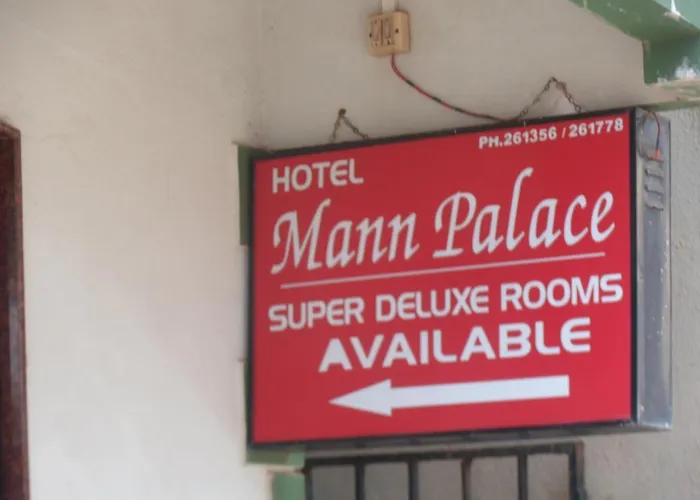 PH.261356 / 261778
HOTEL
Mann Palace
SUPER DELUXE ROOMS
AVAILABLE